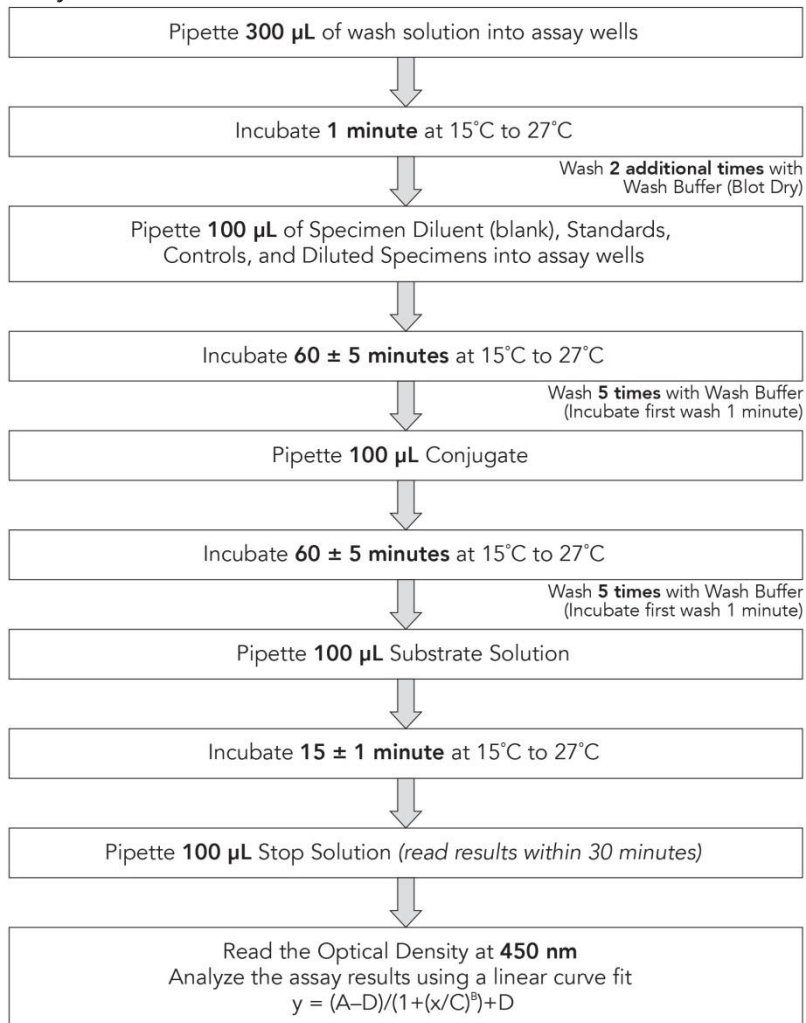 Pipette 300 µL of wash solution into assay wells
Incubate 1 minute at 15˚C to 27˚C
Wash 2 additional times with
Wash Buffer (Blot Dry)
Pipette 100 µL of Specimen Diluent (blank), Standards,
Controls, and Diluted Specimens into assay wells
Incubate 60 ± 5 minutes at 15˚C to 27˚C
Wash 5 times with Wash Buffer
(Incubate first wash 1 minute)
Pipette 100 µL Conjugate
Incubate 60 ± 5 minutes at 15˚C to 27˚C
Wash 5 times with Wash Buffer
(Incubate first wash 1 minute)
Pipette 100 µL Substrate Solution
Incubate 15 ± 1 minute at 15˚C to 27˚C
Pipette 100 µL Stop Solution (read results within 30 minutes)
Read the Optical Density at 450 nm
Analyze the assay results using a linear curve fit
y = (A–D)/(1+(x/C)ᴮ)+D